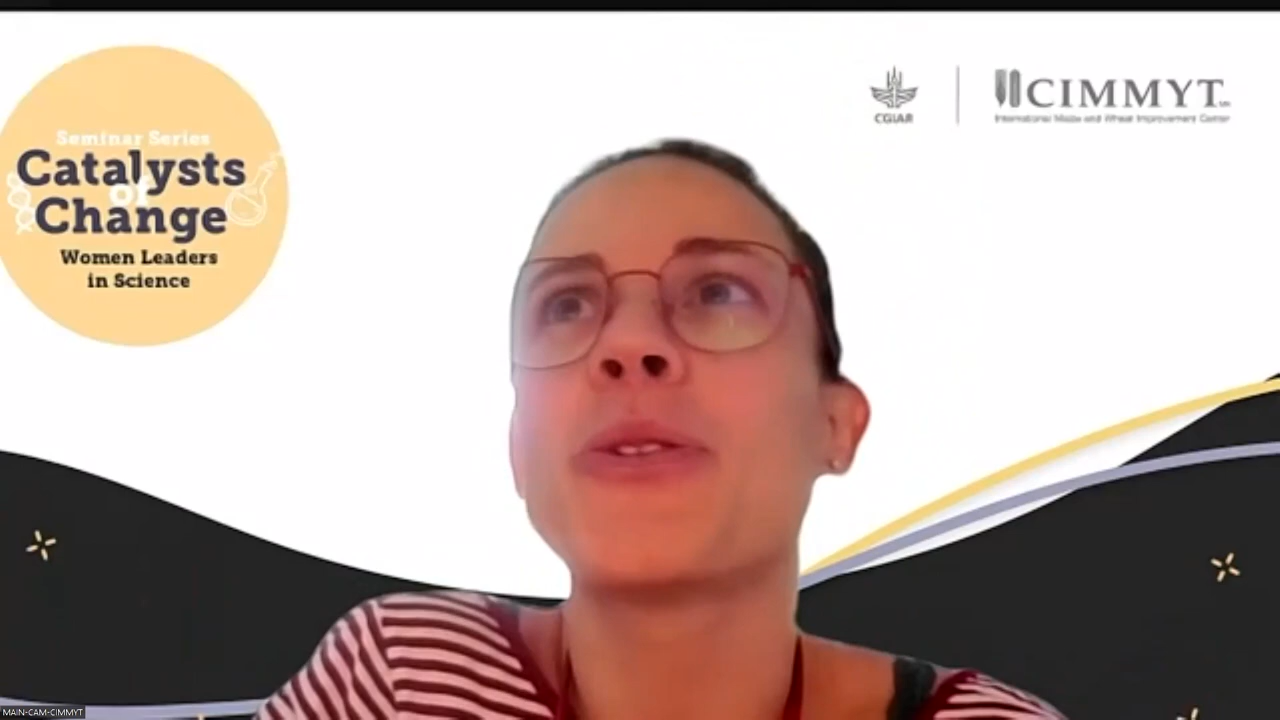 Seminar Series
Catalysts
of
Change
Women Leaders
in Science
CGIAR
CIMMYT
International Maize and Wheat Improvement Center
MAIN-CAM-CIMMYT